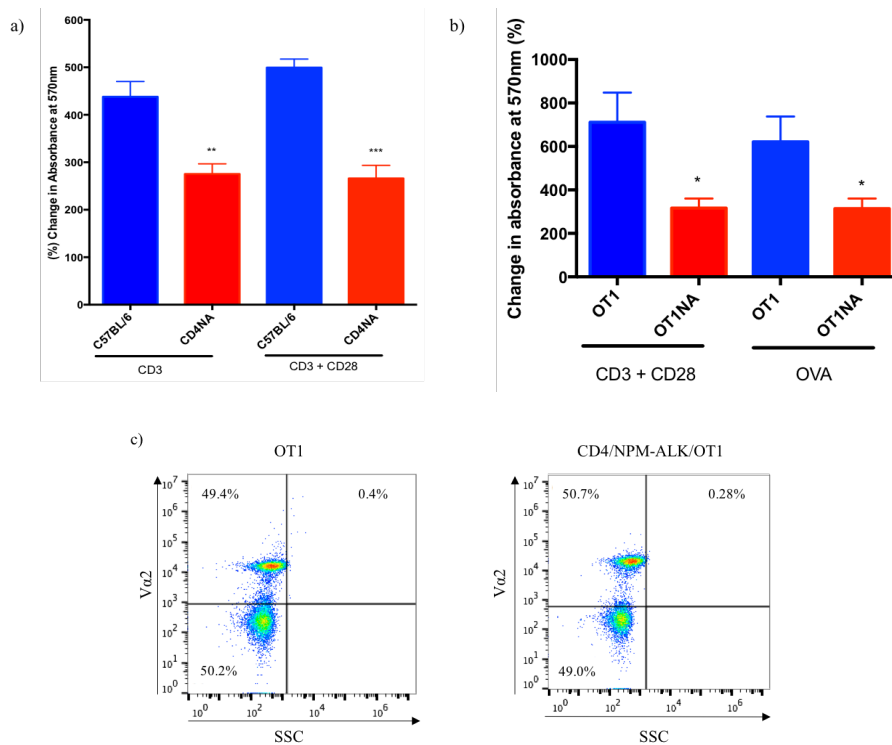 a)
(%) Change in Absorbance at 570nm
600
500
400
300
200
100
0
**
***
C57BL/6
CD4NA
C57BL/6
CD4NA
CD3
CD3 + CD28
b)
Change in absorbance at 570nm (%)
1000
800
600
400
200
0
*
*
OT1
OT1NA
OT1
OT1NA
CD3 + CD28
OVA
c)
OT1
Vα2
10⁷
10⁶
10⁵
10⁴
10³
10²
10¹
10⁰
49.4%
0.4%
50.2%
10⁰
10²
10⁴
10⁶
SSC
CD4/NPM-ALK/OT1
Vα2
10⁷
10⁶
10⁵
10⁴
10³
10²
10¹
10⁰
50.7%
0.28%
49.0%
10⁰
10²
10⁴
10⁶
SSC